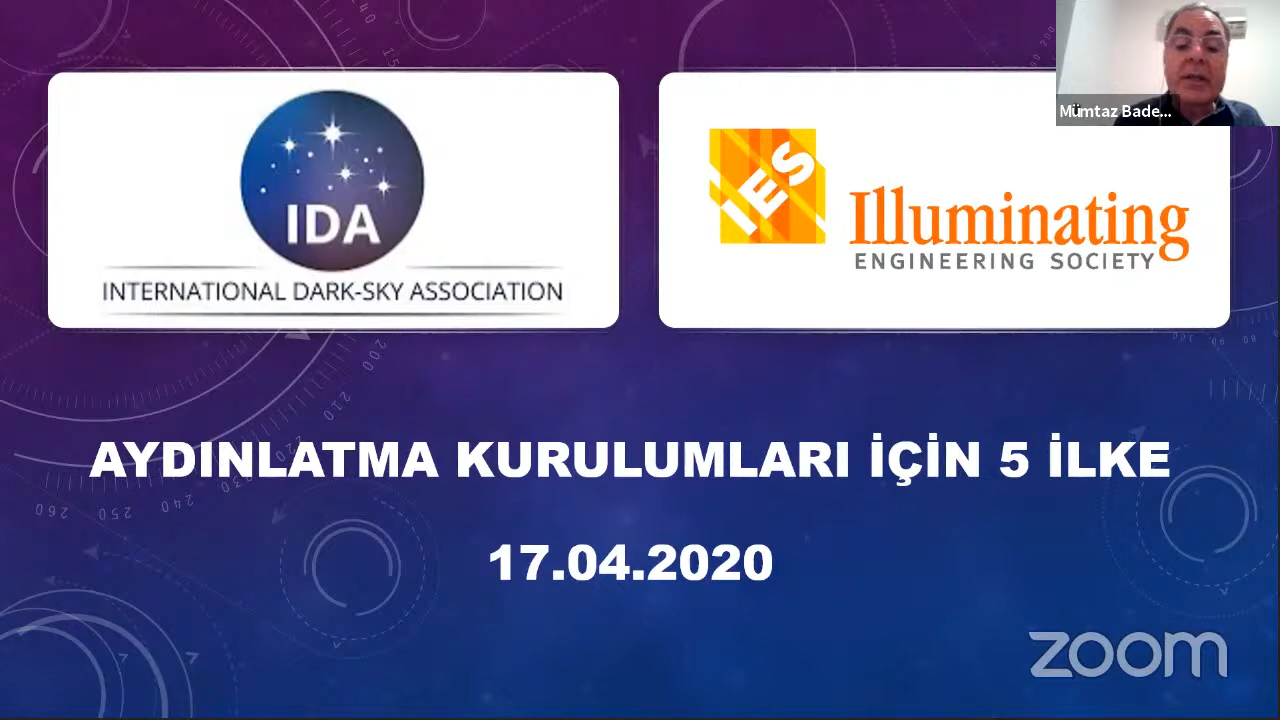 IDA
INTERNATIONAL DARK-SKY ASSOCIATION
IES
Illuminating
ENGINEERING SOCIETY
Mümtaz Bade...
AYDINLATMA KURULUMLARI İÇİN 5 İLKE
17.04.2020
zoom